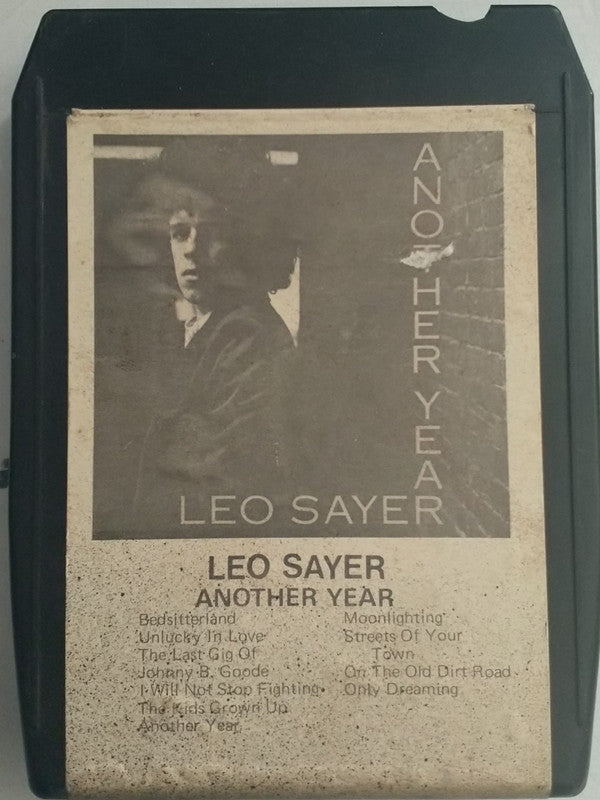 ANOTHER YEAR
LEO SAYER
LEO SAYER
ANOTHER YEAR
Bedsitterland
Unlucky In Love
The Last Gig Of
Johnny B. Goode
I Will Not Stop Fighting
The Kids Grown Up
Another Year
Moonlighting
Streets Of Your
Town
On The Old Dirt Road
Only Dreaming